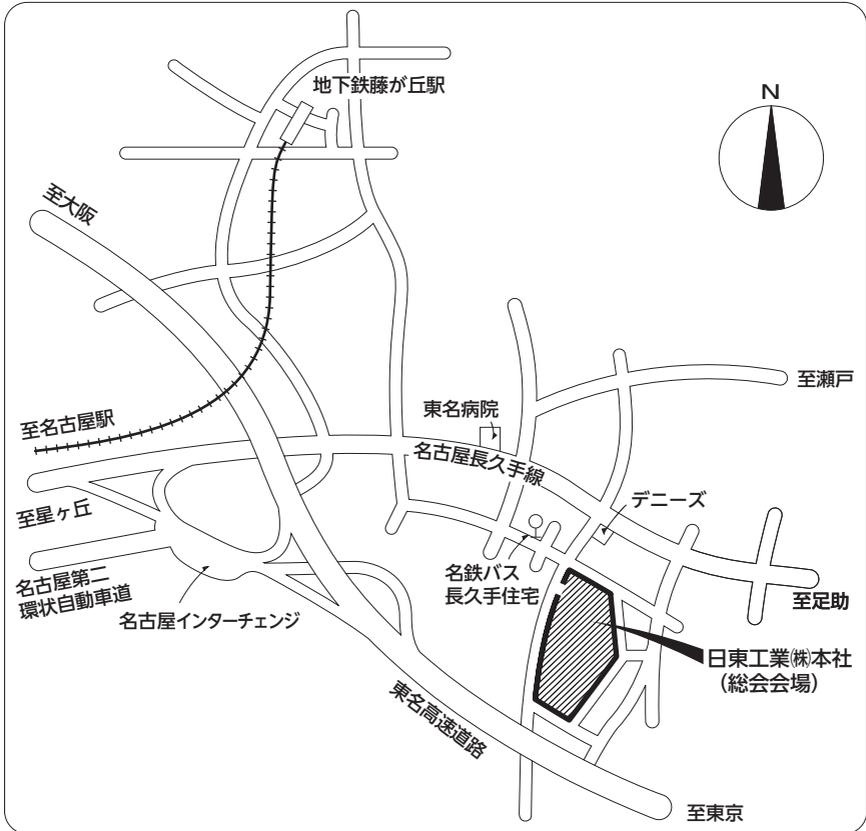 地下鉄藤が丘駅
N
至大阪
至瀬戸
東名病院
至名古屋駅
名古屋長久手線
デニーズ
至星ヶ丘
名古屋第二
環状自動車道
名鉄バス
長久手住宅
至足助
名古屋インターチェンジ
日東工業㈱本社
(総会会場)
東名高速道路
至東京